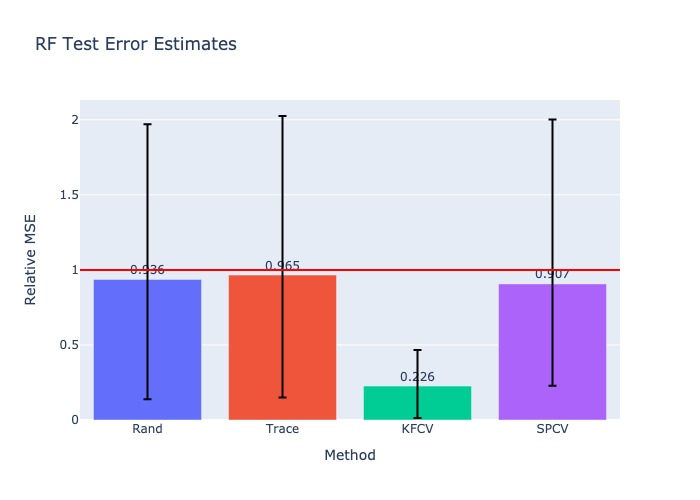 RF Test Error Estimates
Relative MSE
2
1.5
1
0.5
0
0.936
0.965
0.226
0.907
Rand
Trace
KFCV
SPCV
Method